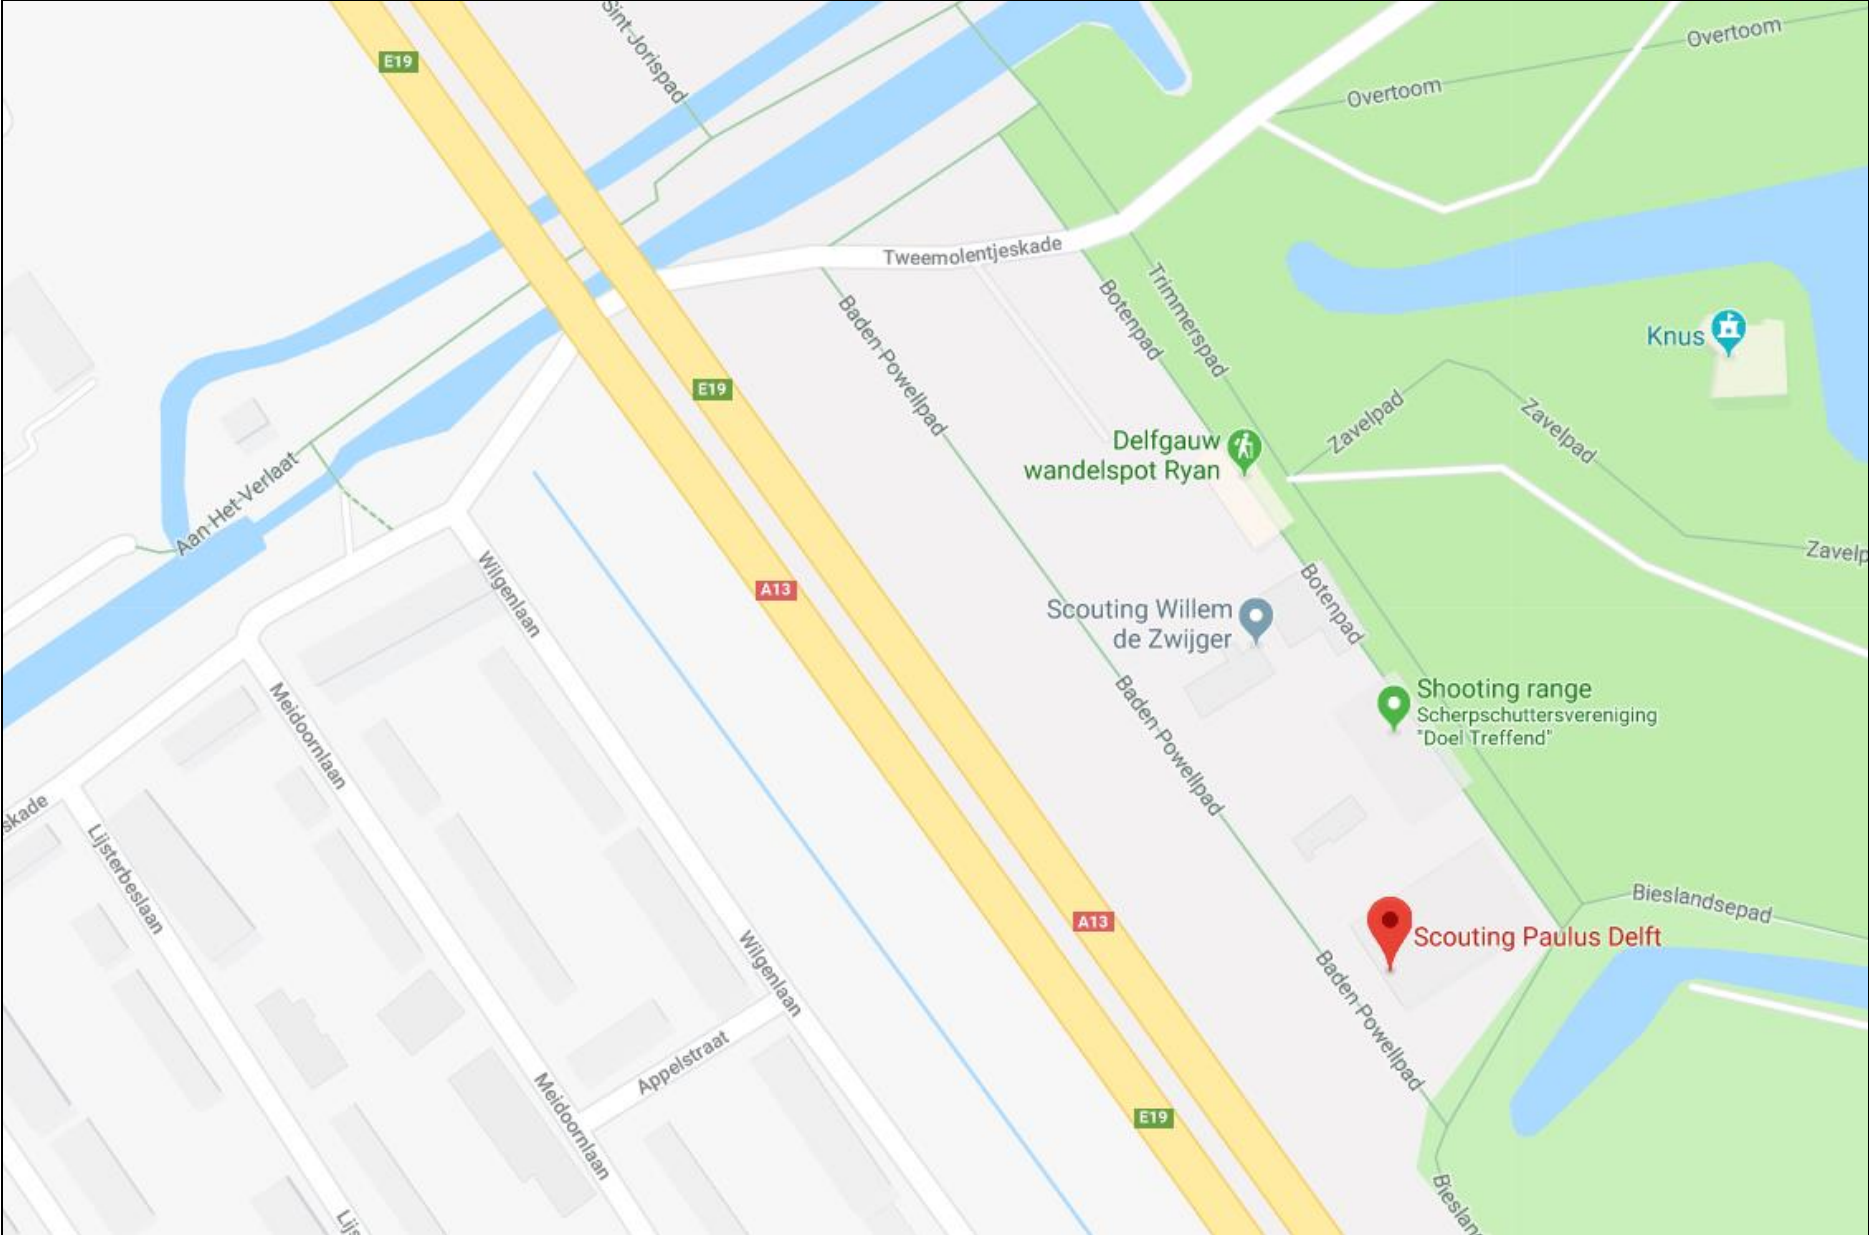 Sint-Jorispad
E19
Overtoom
Overtoom
Tweemolentjeskade
Botenpad
Trimmerspad
Baden-Powellpad
Knus
E19
Zavelpad
Zavelpad
Delfgauw
wandelspot Ryan
Aan-Het-Verlaat
Zavelp
Wilgenlaan
A13
Botenpad
Scouting Willem
de Zwijger
Meidoornlaan
Baden-Powellpad
Shooting range
Scherpschuttersvereniging
"Doel Treffend"
skade
Lijsterbeslaan
Bieslandsepad
A13
Scouting Paulus Delft
Wilgenlaan
Baden-Powellpad
Appelstraat
Meidoornlaan
E19
Bieslan
Lijs